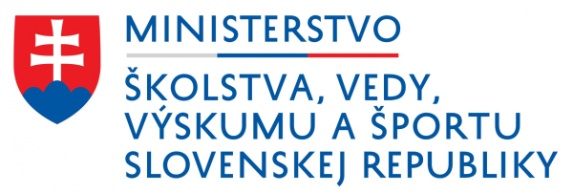 MINISTERSTVO
ŠKOLSTVA, VEDY,
VÝSKUMU A ŠPORTU
SLOVENSKEJ REPUBLIKY